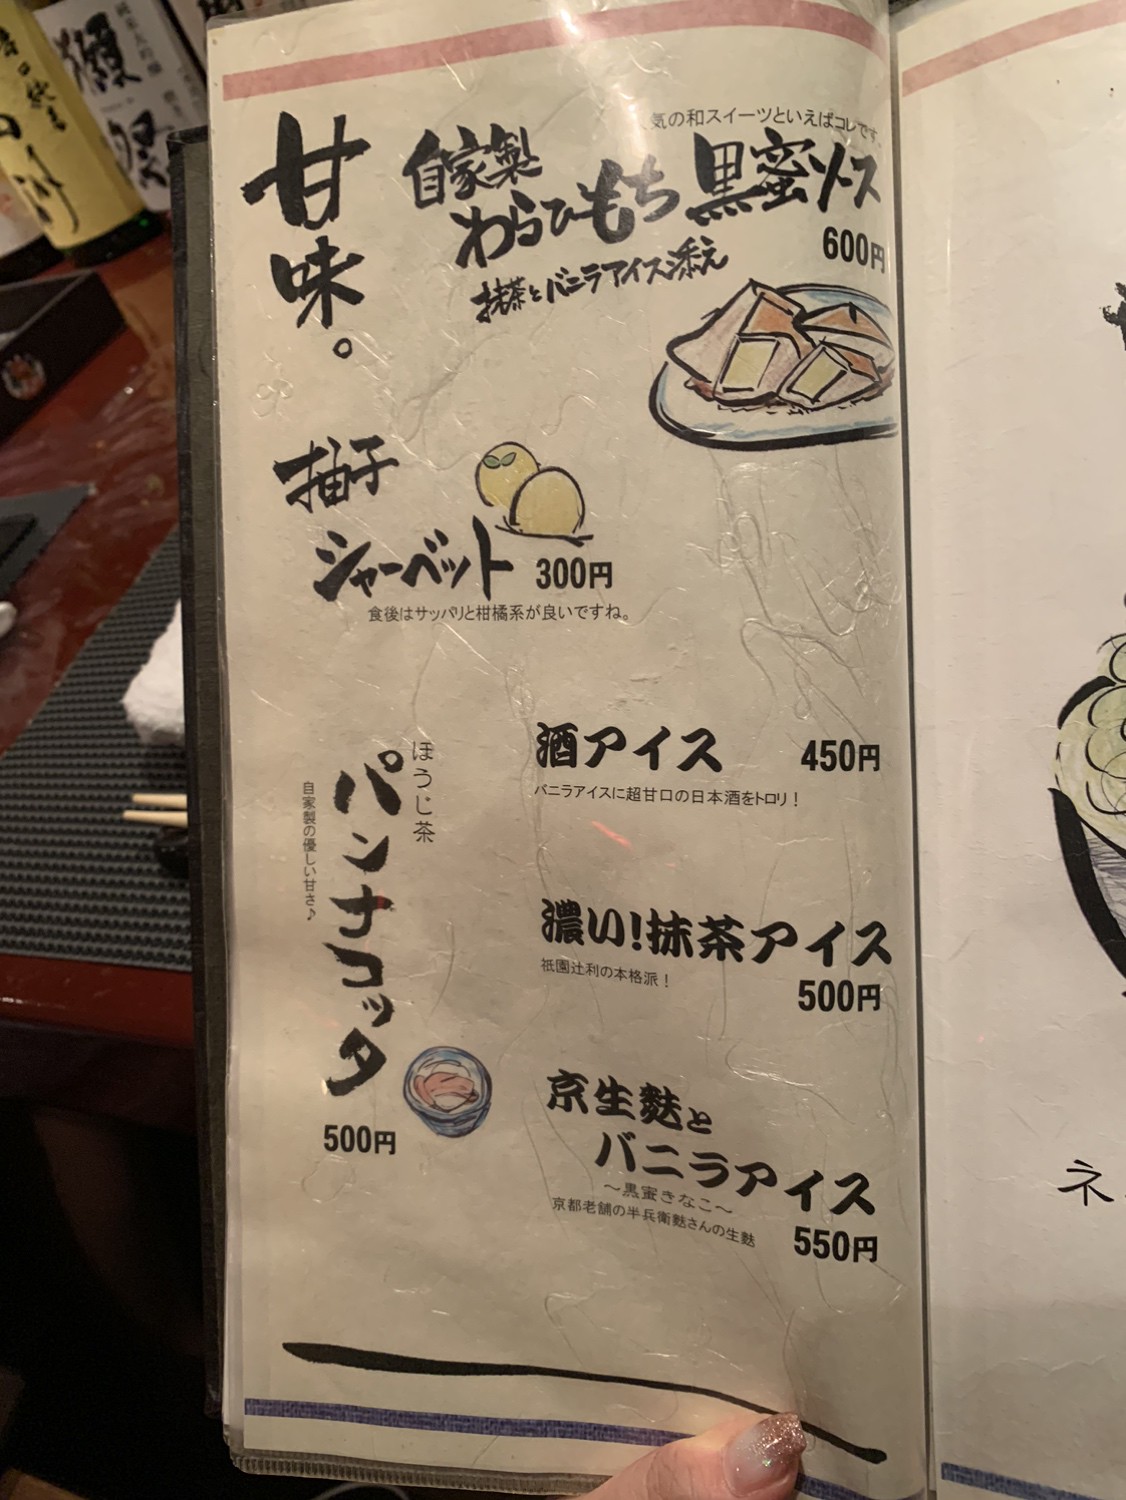 甘味。
気の和スイーツといえばコレです
自家製
わらびもち黒蜜ソース
600円
抹茶とバニラアイス添え
柚子
シャーベット 300円
食後はサッパリと柑橘系が良いですね。
ほうじ茶
パンナコッタ
自家製の優しい甘さ♪
500円
酒アイス 450円
バニラアイスに超甘口の日本酒をトロリ！
濃い!抹茶アイス
祇園辻利の本格派！
500円
京生麩と
バニラアイス
～黒蜜きなこ～
京都老舗の半兵衛麩さんの生麩
550円
ネ